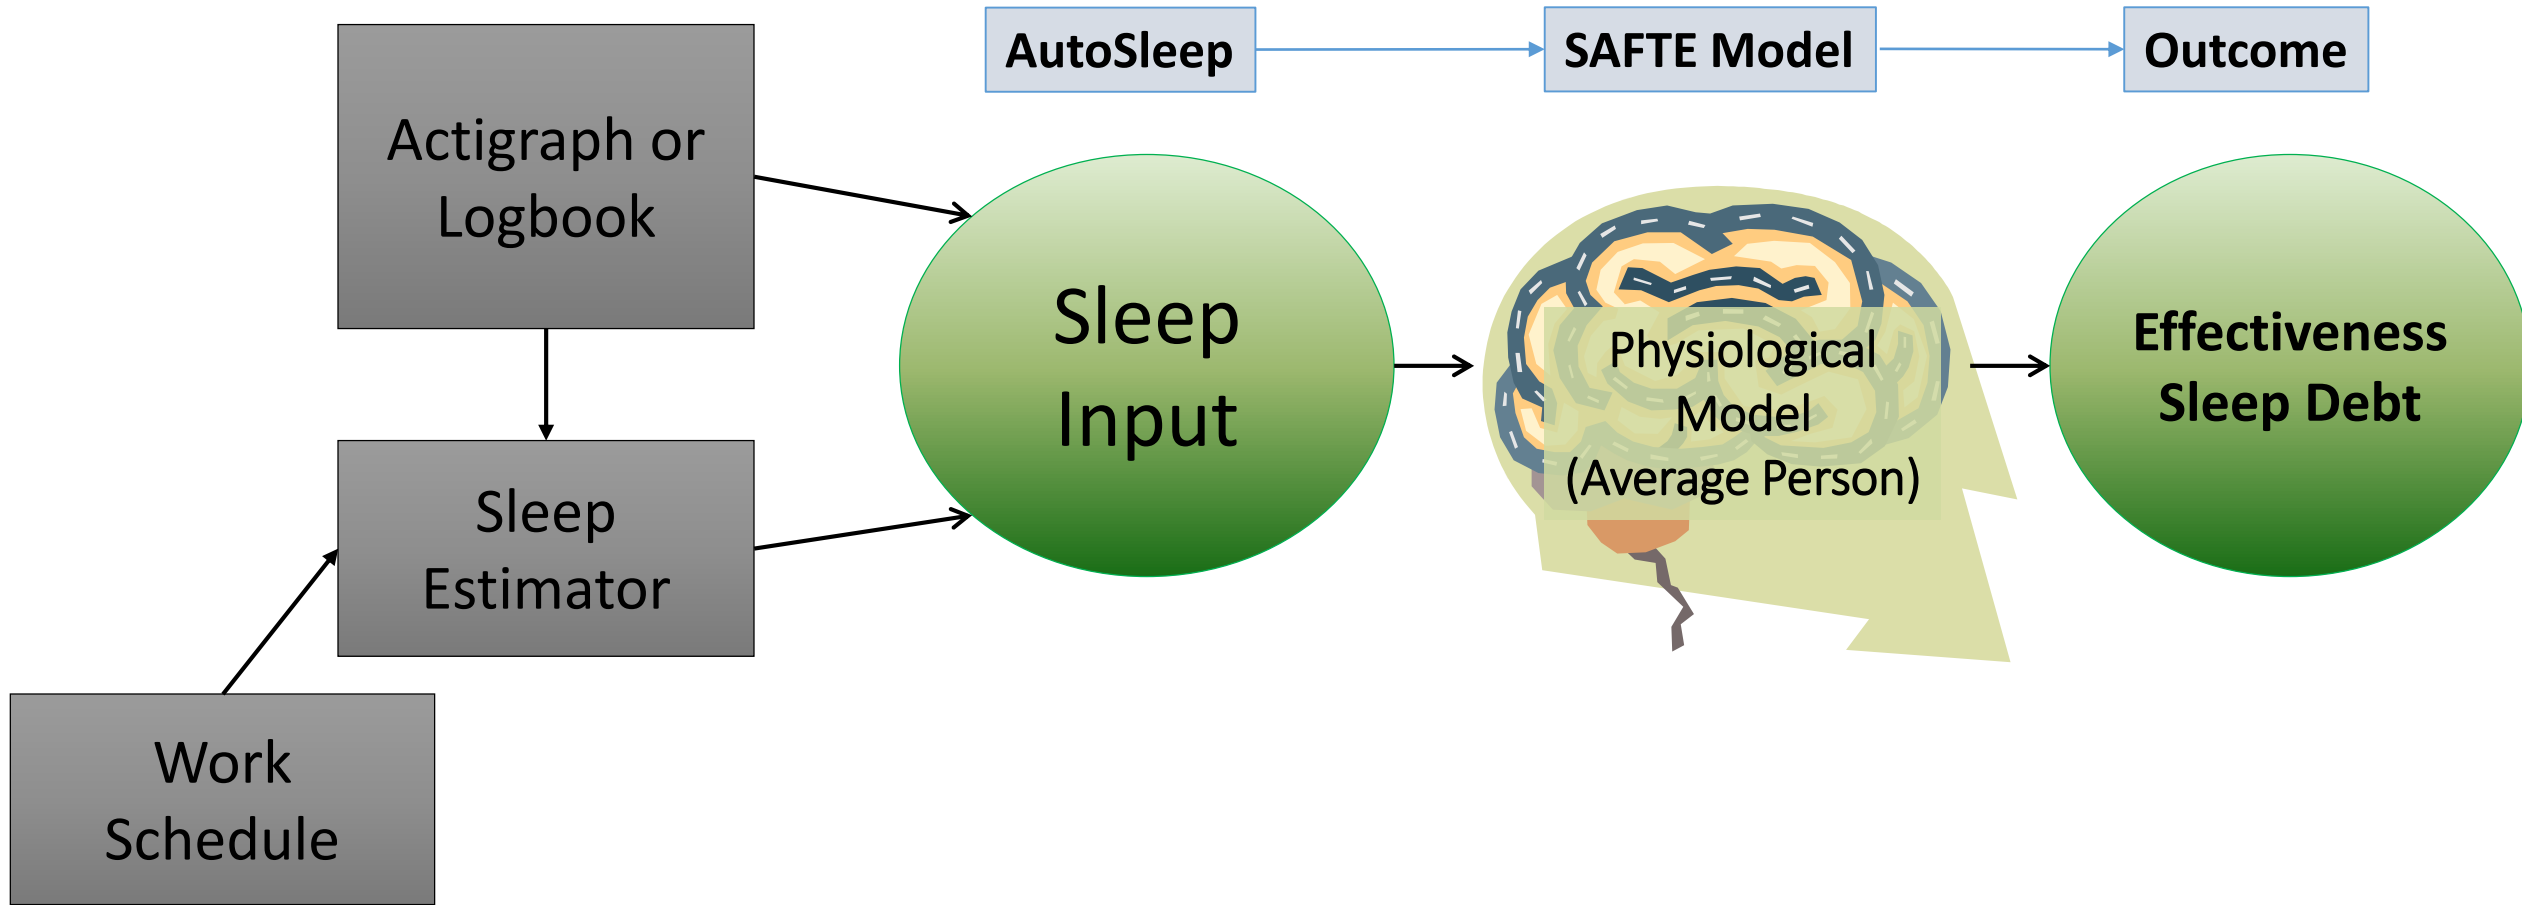 AutoSleep
SAFTE Model
Outcome
Actigraph or
Logbook
Sleep
Input
Physiological
Model
(Average Person)
Effectiveness
Sleep Debt
Sleep
Estimator
Work
Schedule